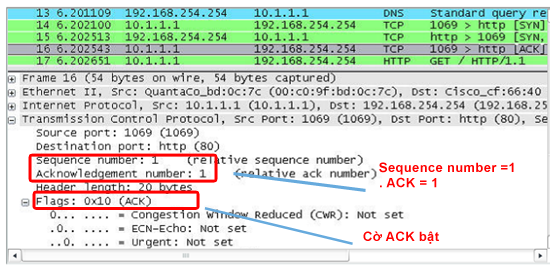 13 6.201109 192.168.254.254 10.1.1.1 DNS Standard query re
14 6.202100 10.1.1.1 192.168.254.254 TCP 1069 > http [SYN]
15 6.202513 192.168.254.254 10.1.1.1 TCP http > 1069 [SYN,
16 6.202543 10.1.1.1 192.168.254.254 TCP 1069 > http [ACK]
17 6.202651 10.1.1.1 192.168.254.254 HTTP GET / HTTP/1.1
Frame 16 (54 bytes on wire, 54 bytes captured)
Ethernet II, Src: QuantaCo_bd:0c:7c (00:c0:9f:bd:0c:7c), Dst: Cisco_cf:66:40
Internet Protocol, Src: 10.1.1.1 (10.1.1.1), Dst: 192.168.254.254 (192.168.25
Transmission Control Protocol, Src Port: 1069 (1069), Dst Port: http (80), Se
Source port: 1069 (1069)
Destination port: http (80)
Sequence number: 1 (relative sequence number)
Acknowledgement number: 1 (relative ack number)
Header length: 20 bytes
Flags: 0x10 (ACK)
0... .... = Congestion Window Reduced (CWR): Not set
.0.. .... = ECN-Echo: Not set
..0. .... = Urgent: Not set
Sequence number =1
. ACK = 1
Cờ ACK bật